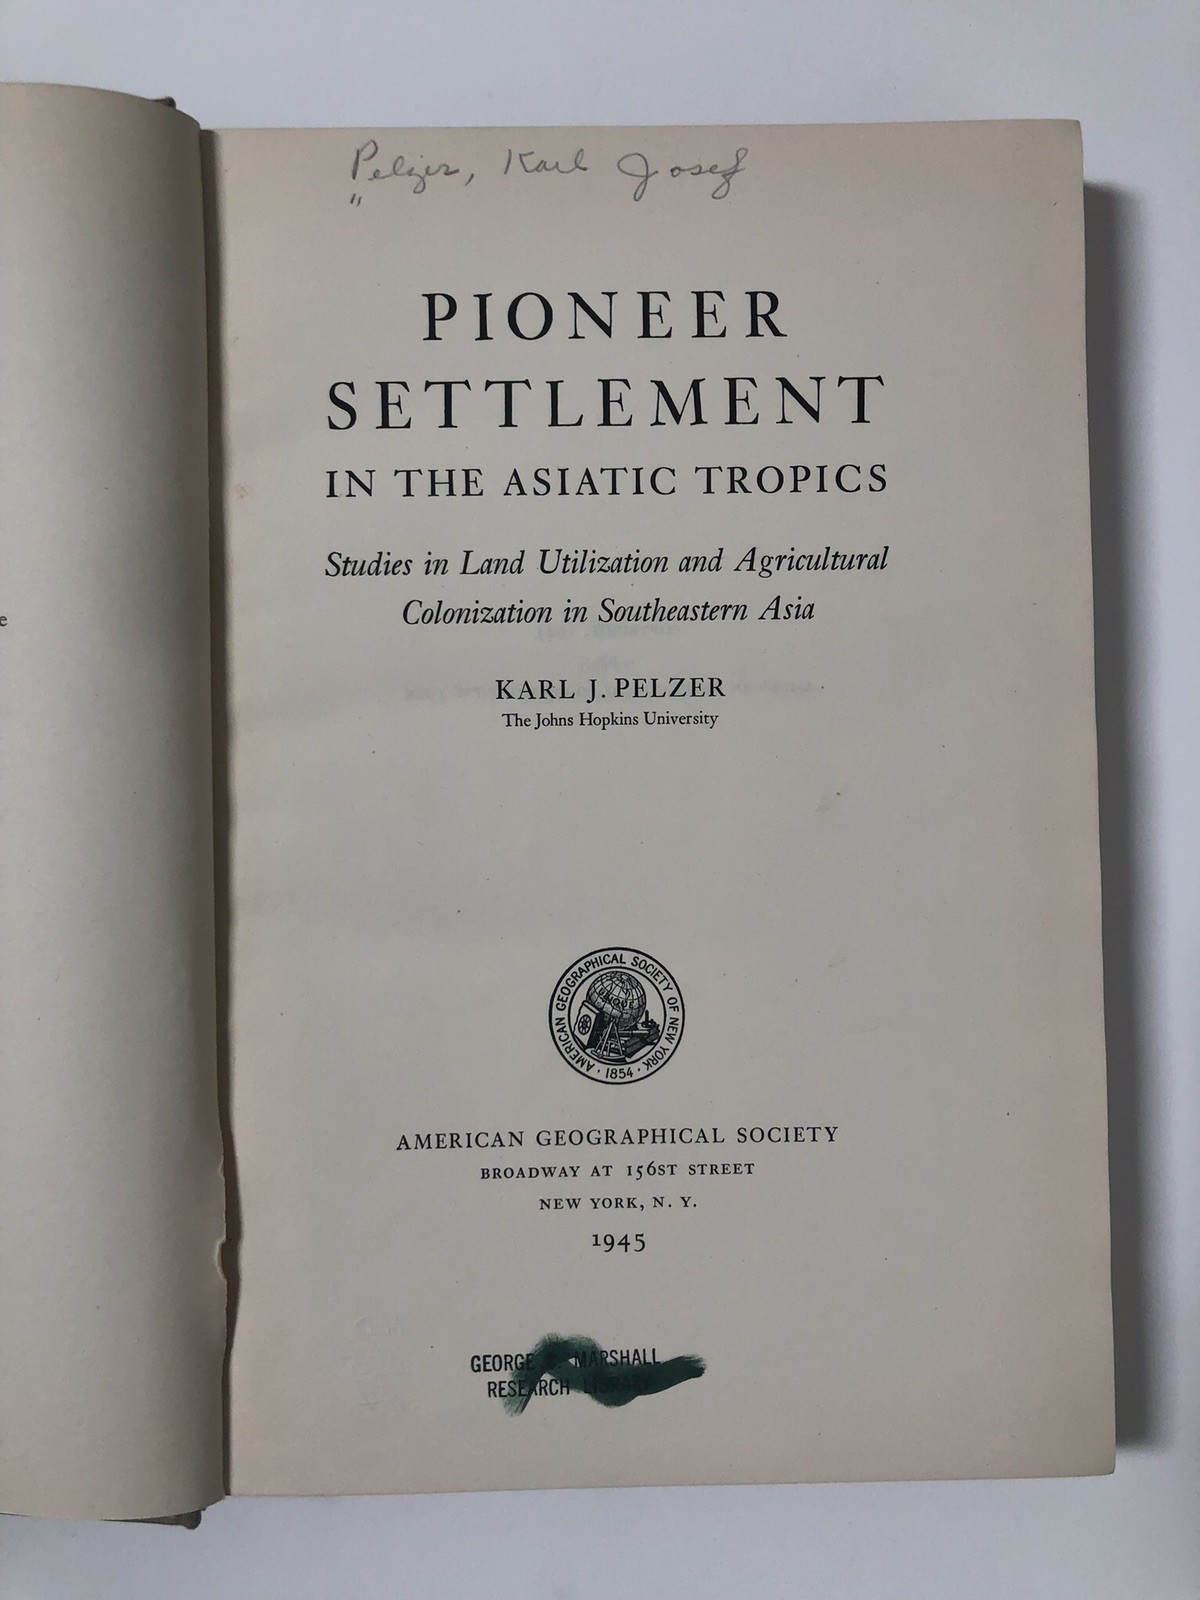 Pelzer, Karl Josef
"
PIONEER
SETTLEMENT
IN THE ASIATIC TROPICS
Studies in Land Utilization and Agricultural
Colonization in Southeastern Asia
KARL J. PELZER
The Johns Hopkins University
AMERICAN GEOGRAPHICAL SOCIETY OF NEW YORK
UNIQUE
· 1854 ·
AMERICAN GEOGRAPHICAL SOCIETY
BROADWAY AT 156ST STREET
NEW YORK, N. Y.
1945
GEORGE C. MARSHALL
RESEARCH LIBRARY
e